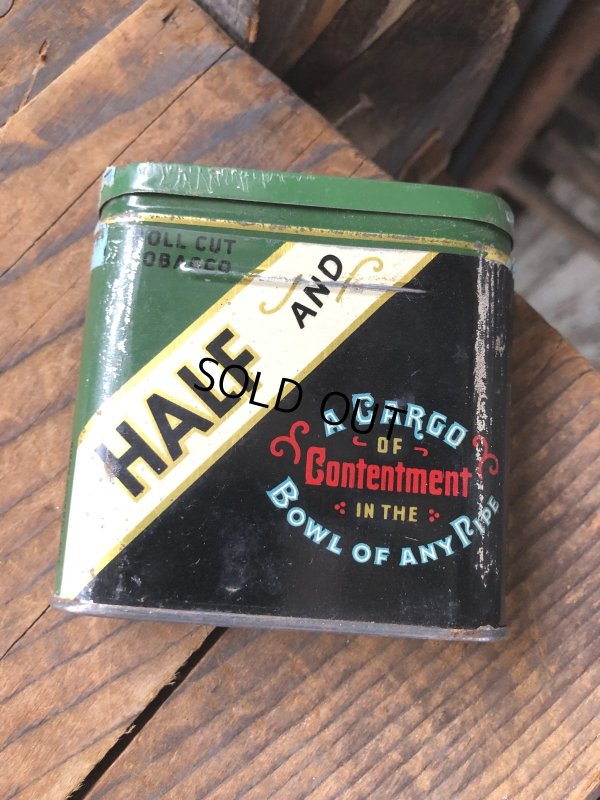 OLL CUT
OBACCO
HALF AND
SOLD OUT
A CARGO
OF
Contentment
IN THE
BOWL OF ANY PIPE